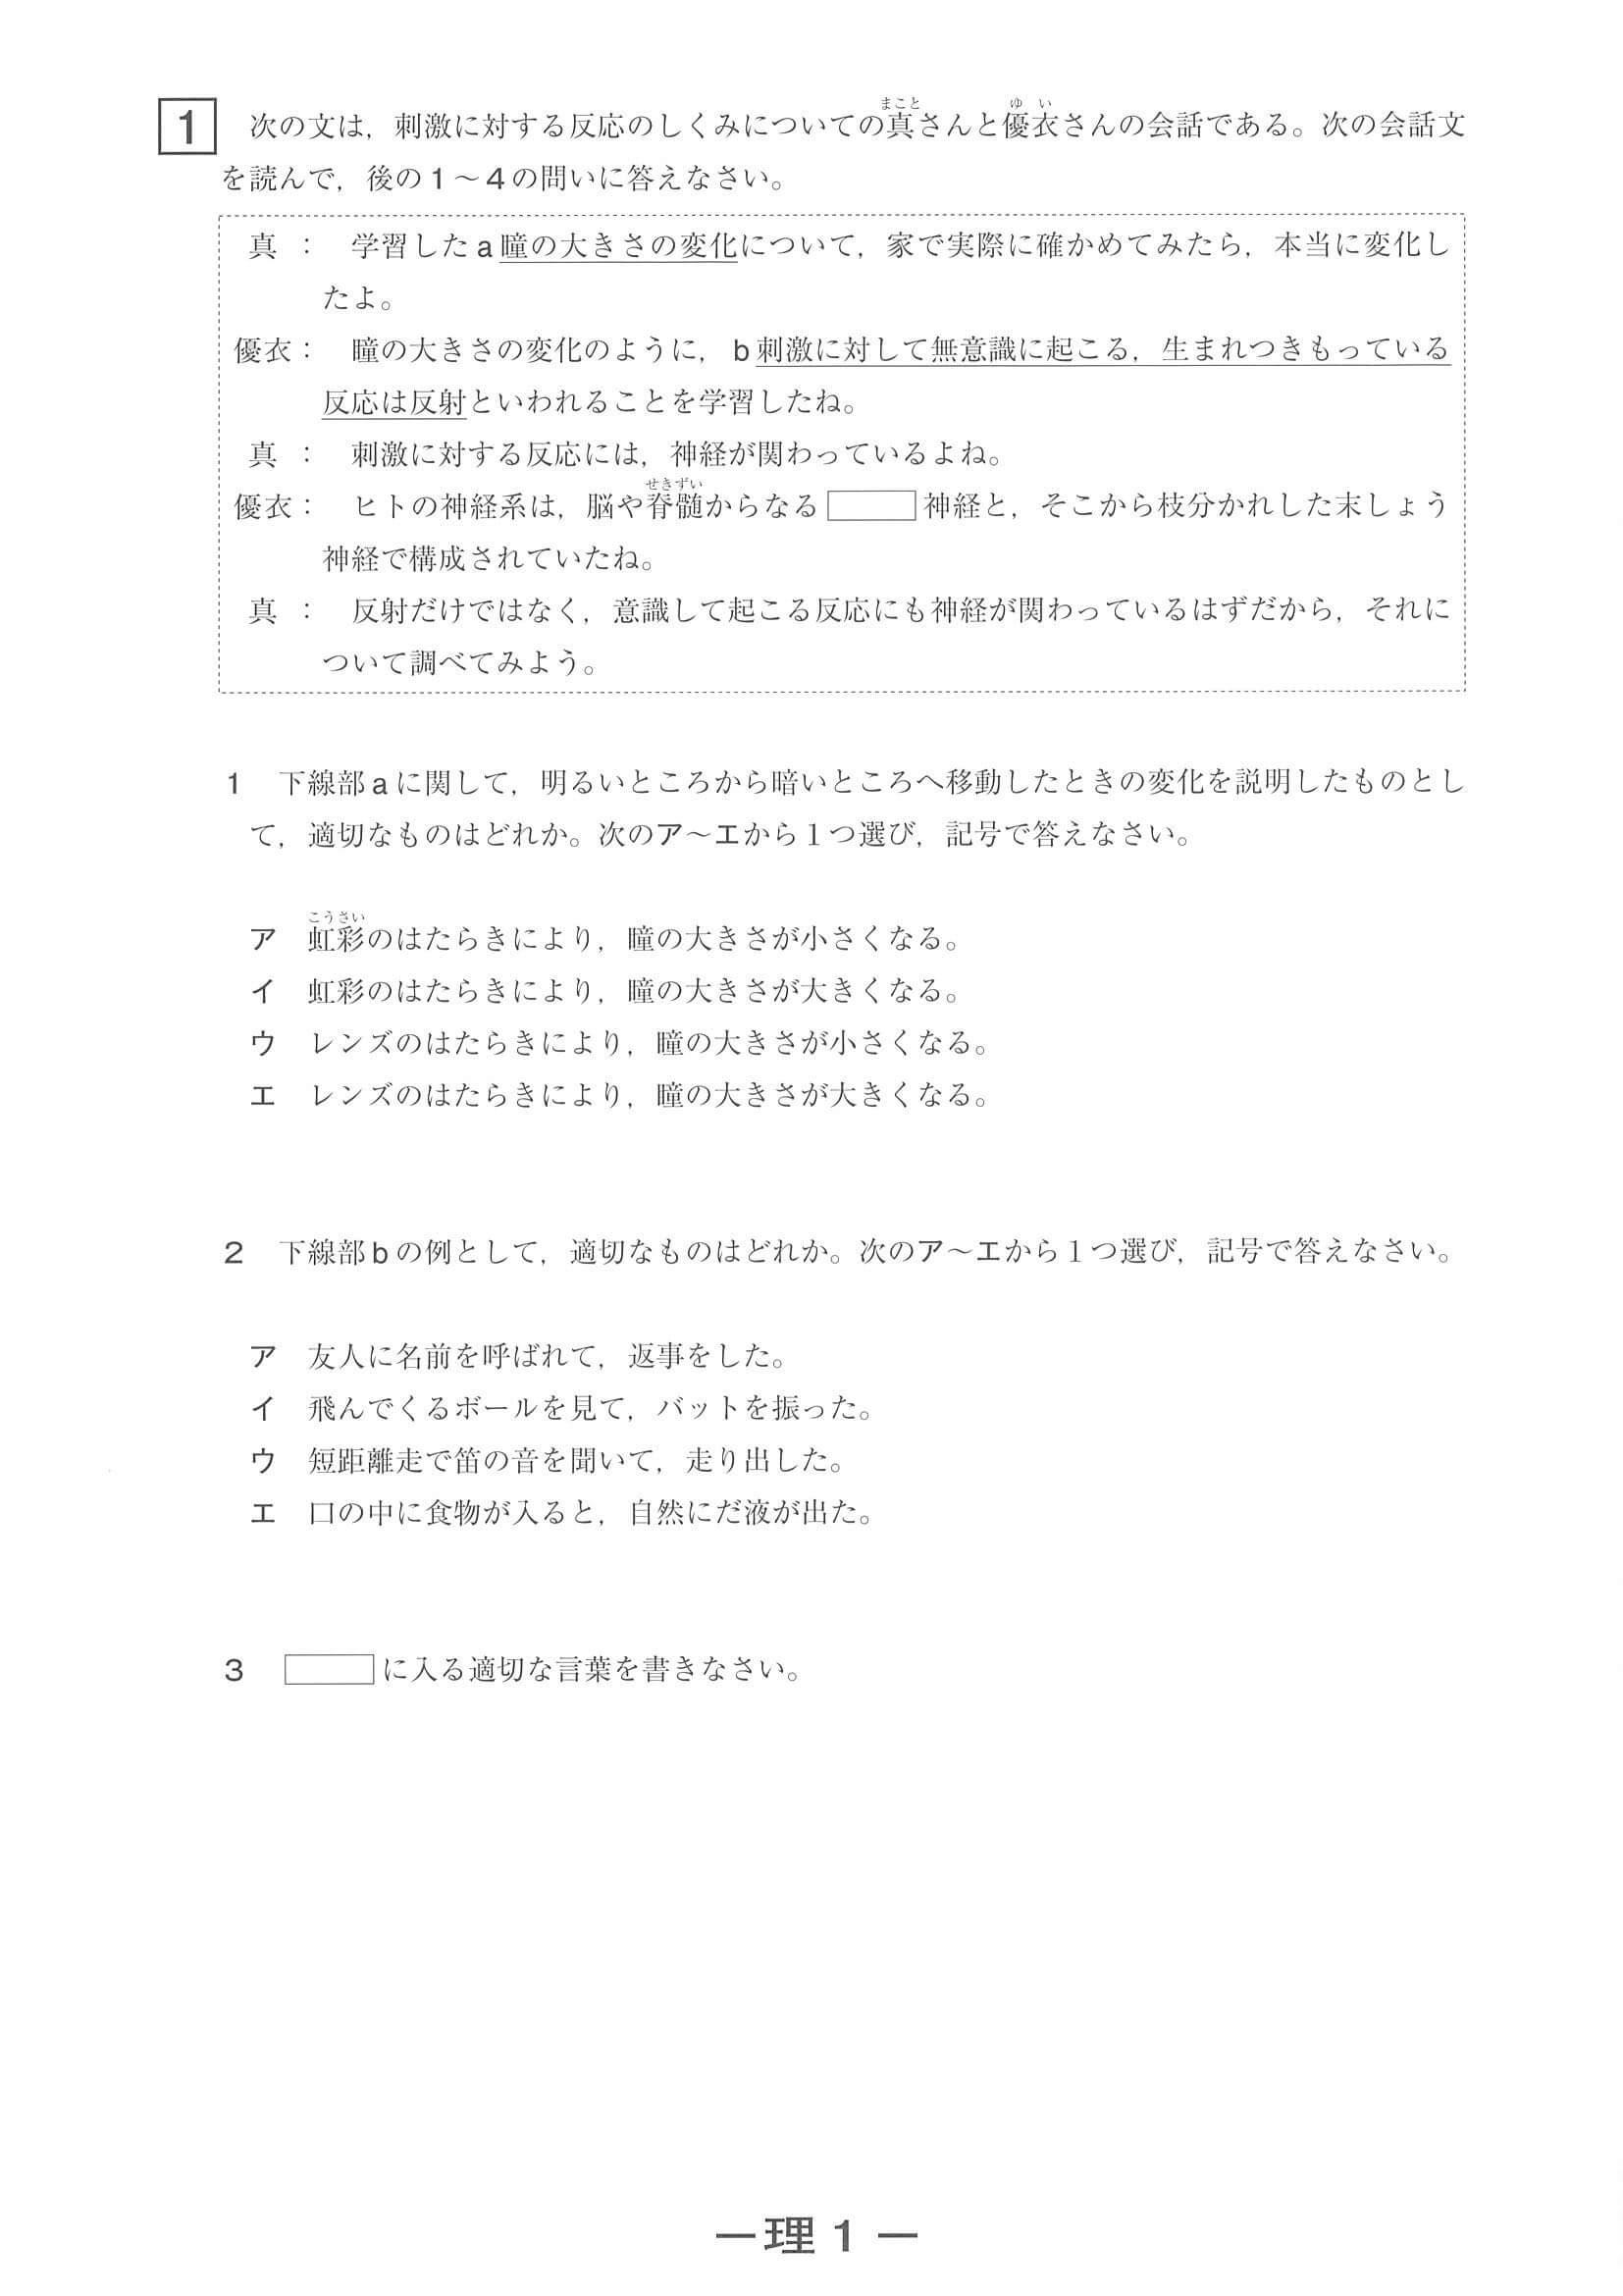 1 次の文は，刺激に対する反応のしくみについての真さんと優衣さんの会話である。次の会話文
を読んで，後の1～4の問いに答えなさい。
真 ： 学習したa瞳の大きさの変化について，家で実際に確かめてみたら，本当に変化し
たよ。
優衣： 瞳の大きさの変化のように，b刺激に対して無意識に起こる，生まれつきもっている
反応は反射といわれることを学習したね。
真 ： 刺激に対する反応には，神経が関わっているよね。
優衣： ヒトの神経系は，脳や脊髄からなる 神経と，そこから枝分かれした末しょう
神経で構成されていたね。
真 ： 反射だけではなく，意識して起こる反応にも神経が関わっているはずだから，それに
ついて調べてみよう。
1 下線部aに関して，明るいところから暗いところへ移動したときの変化を説明したものとし
て，適切なものはどれか。次のア～エから1つ選び，記号で答えなさい。
ア 虹彩のはたらきにより，瞳の大きさが小さくなる。
イ 虹彩のはたらきにより，瞳の大きさが大きくなる。
ウ レンズのはたらきにより，瞳の大きさが小さくなる。
エ レンズのはたらきにより，瞳の大きさが大きくなる。
2 下線部bの例として，適切なものはどれか。次のア～エから1つ選び，記号で答えなさい。
ア 友人に名前を呼ばれて，返事をした。
イ 飛んでくるボールを見て，バットを振った。
ウ 短距離走で笛の音を聞いて，走り出した。
エ 口の中に食物が入ると，自然にだ液が出た。
3 に入る適切な言葉を書きなさい。
―理1―